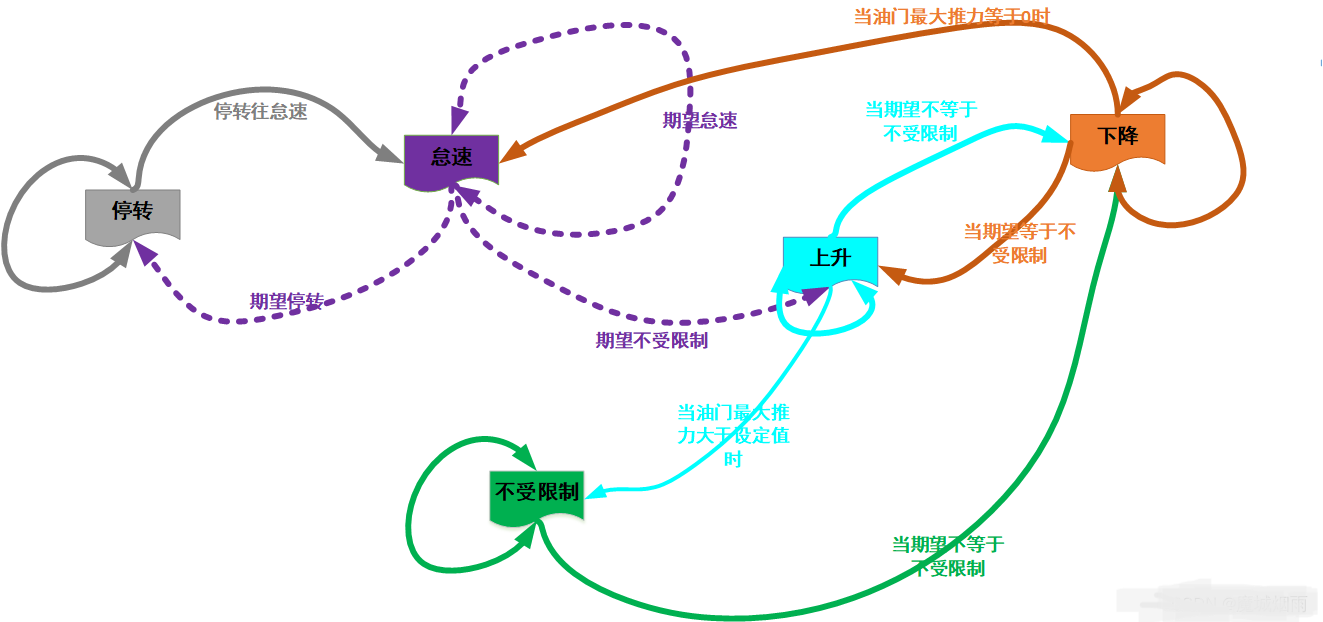 当油门最大推力等于0时
停转往怠速
当期望不等于
不受限制
期望怠速
下降
怠速
停转
当期望等于不
受限制
上升
期望停转
期望不受限制
当油门最大推
力大于设定值
时
不受限制
当期望不等于
不受限制